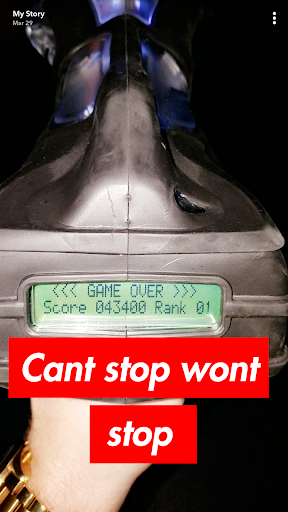 My Story
Mar 29
<<< GAME OVER >>>
Score 043400 Rank 01
Cant stop wont
stop